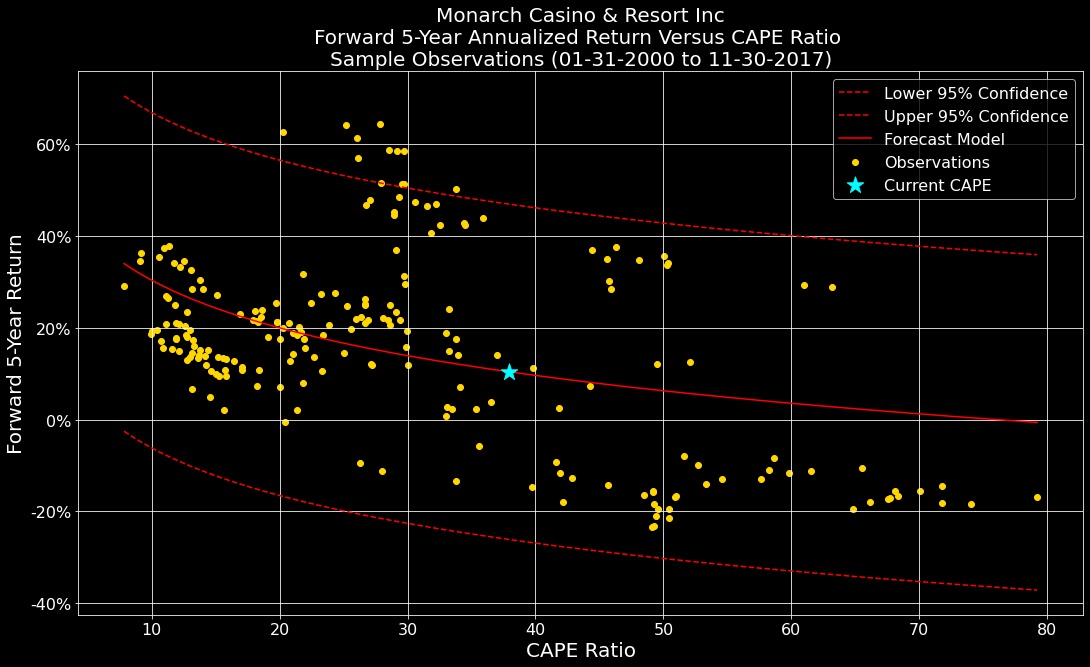 Monarch Casino & Resort Inc
Forward 5-Year Annualized Return Versus CAPE Ratio
Sample Observations (01-31-2000 to 11-30-2017)
Lower 95% Confidence
Upper 95% Confidence
Forecast Model
Observations
Current CAPE
Forward 5-Year Return
60%
40%
20%
0%
-20%
-40%
10 20 30 40 50 60 70 80
CAPE Ratio